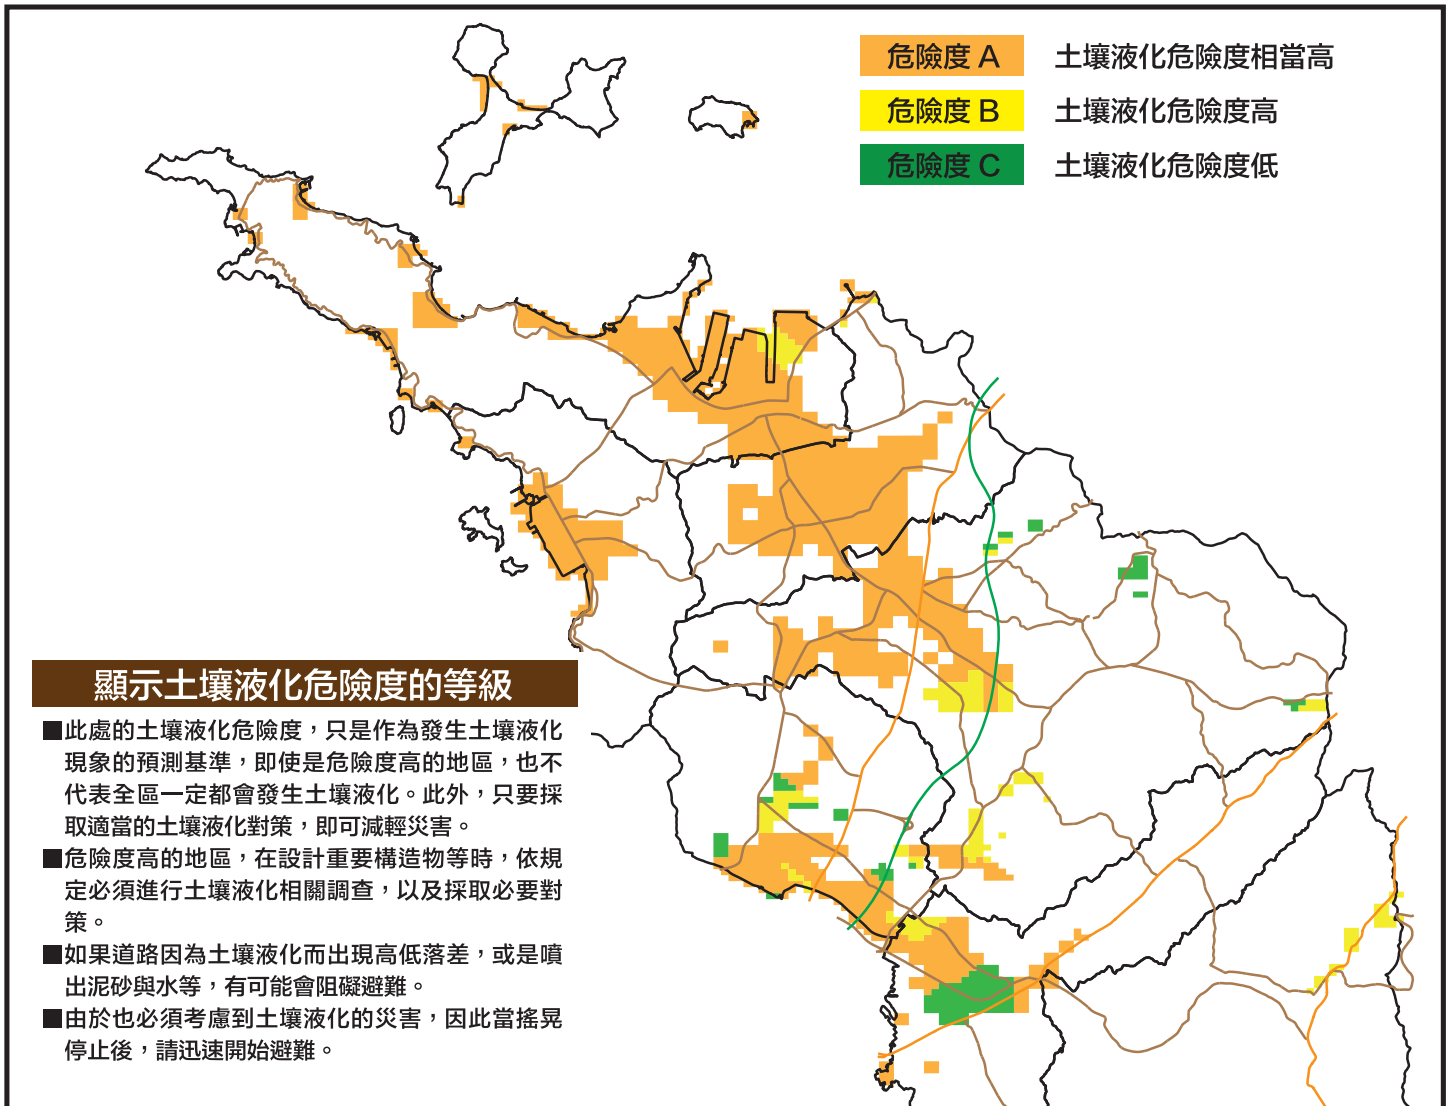 危險度 A 土壤液化危險度相當高
危險度 B 土壤液化危險度高
危險度 C 土壤液化危險度低
顯示土壤液化危險度的等級
■此處的土壤液化危險度，只是作為發生土壤液化
現象的預測基準，即使是危險度高的地區，也不
代表全區一定都會發生土壤液化。此外，只要採
取適當的土壤液化對策，即可減輕災害。
■危險度高的地區，在設計重要構造物等時，依規
定必須進行土壤液化相關調查，以及採取必要對
策。
■如果道路因為土壤液化而出現高低落差，或是噴
出泥砂與水等，有可能會阻礙避難。
■由於也必須考慮到土壤液化的災害，因此當搖晃
停止後，請迅速開始避難。